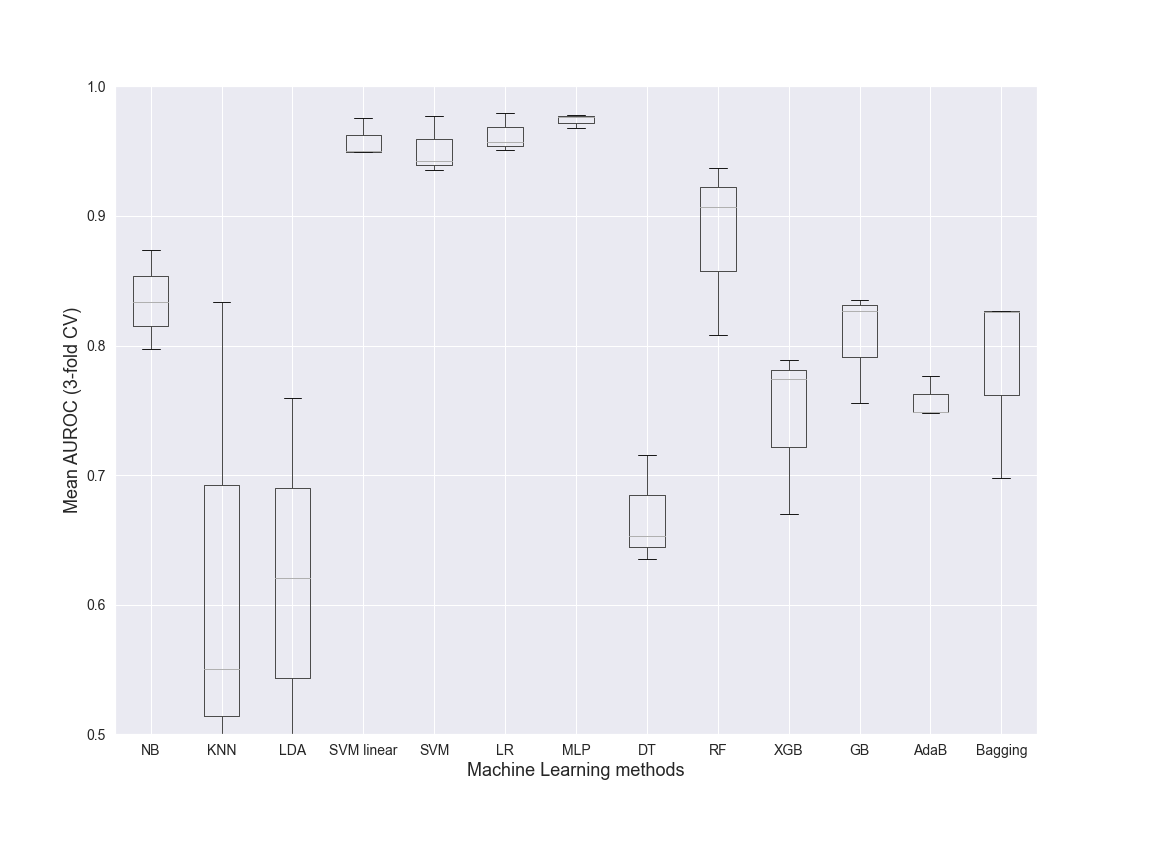 1.0
0.9
0.8
0.7
0.6
0.5
Mean AUROC (3-fold CV)
NB KNN LDA SVM linear SVM LR MLP DT RF XGB GB AdaB Bagging
Machine Learning methods